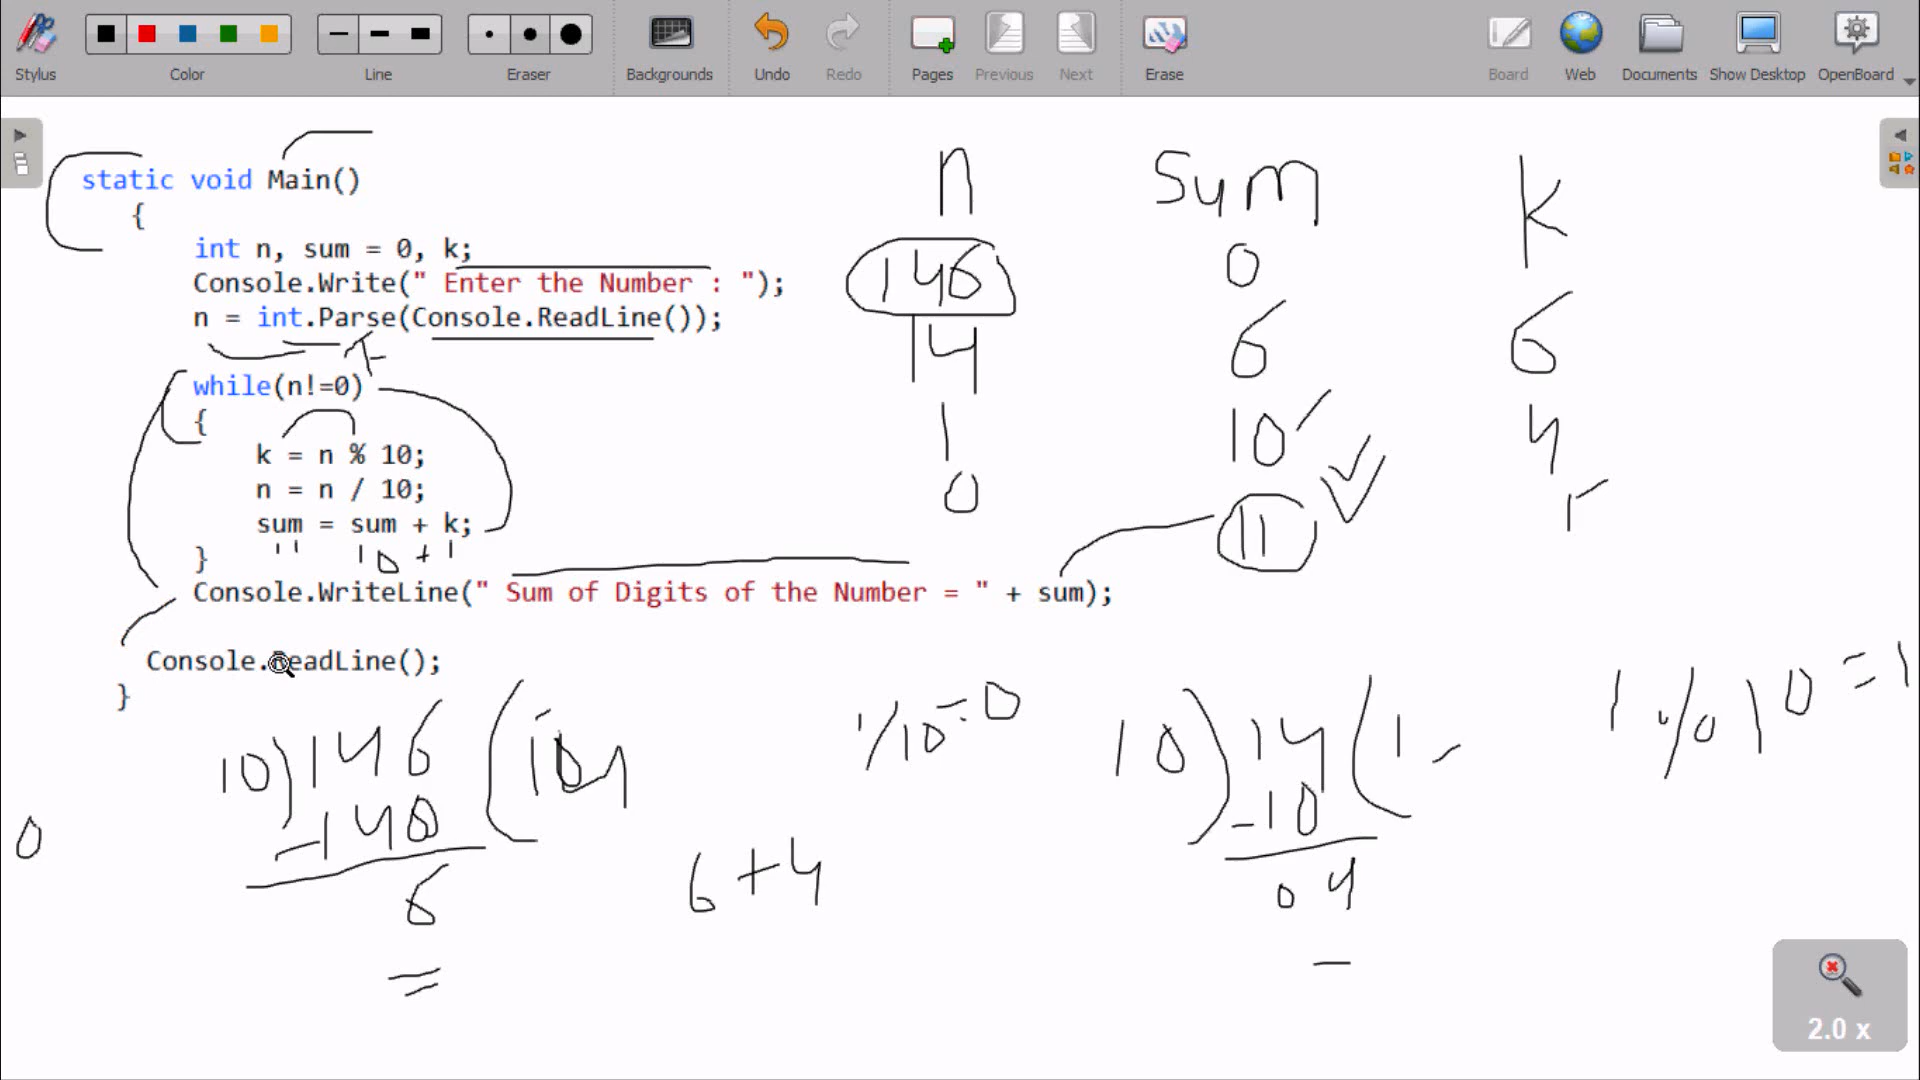 Stylus
Color
Line
Eraser
Backgrounds
Undo
Redo
Pages
Previous
Next
Erase
Board
Web
Documents
Show Desktop
OpenBoard
static void Main()
{
int n, sum = 0, k;
Console.Write(" Enter the Number : ");
n = int.Parse(Console.ReadLine());
while(n!=0)
{
k = n % 10;
n = n / 10;
sum = sum + k;
11 10 + 1
}
Console.WriteLine(" Sum of Digits of the Number = " + sum);
Console.ReadLine();
}
n Sum k
146 0
14 6 6
1 10 4
0 11 1
10)146(
-140
6
0
6+4
1/10=0
10)14(1
-10
04
1%10=1
2.0 x